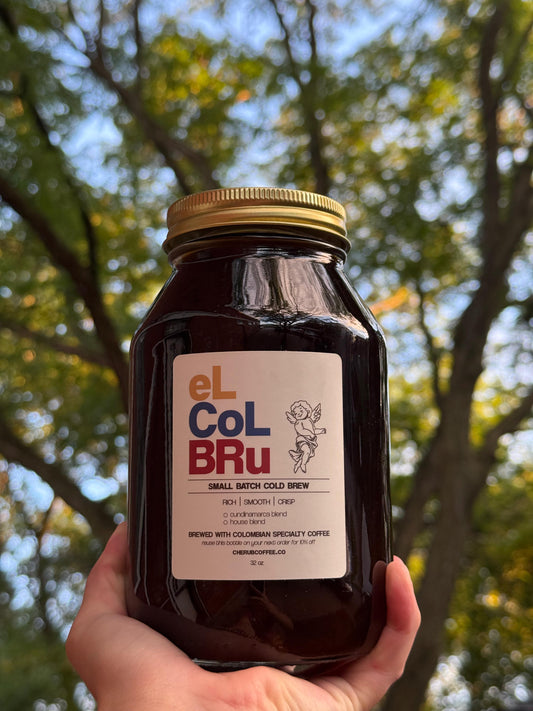 eL
CoL
BRu
SMALL BATCH COLD BREW
RICH | SMOOTH | CRISP
○ cundinamarca blend
○ house blend
BREWED WITH COLOMBIAN SPECIALTY COFFEE
reuse this bottle on your next order for 10% off
CHERUBCOFFEE.CO
32 oz